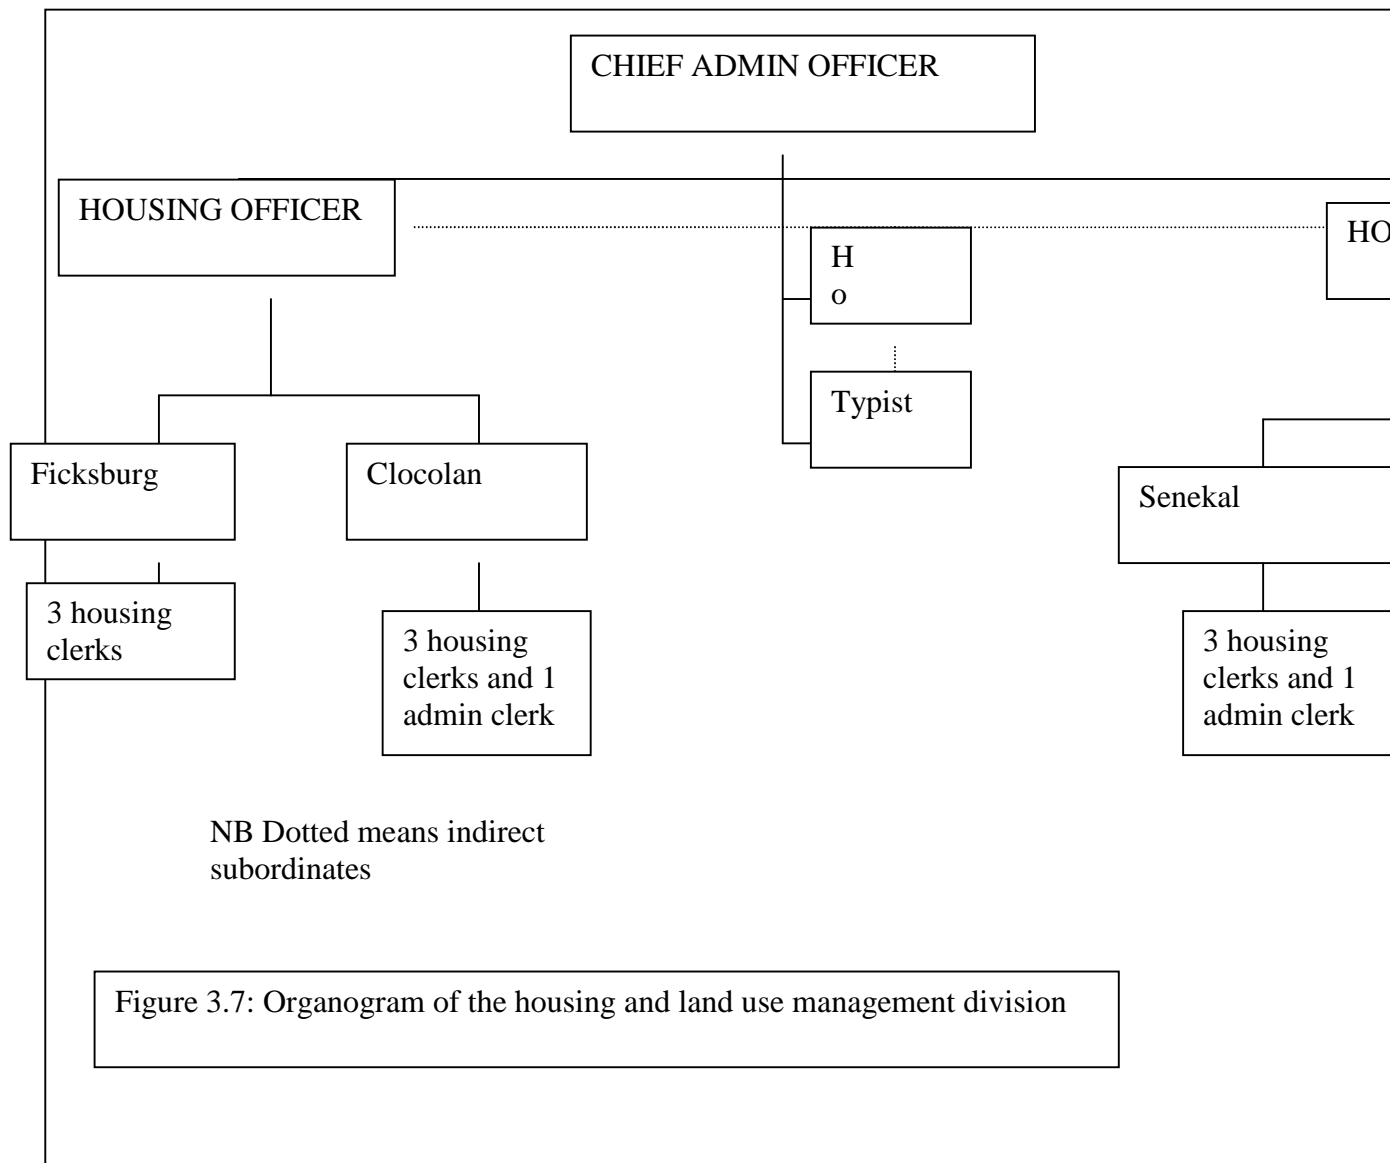 CHIEF ADMIN OFFICER
HOUSING OFFICER
HO
H
o
Typist
Ficksburg
Clocolan
Senekal
3 housing
clerks
3 housing
clerks and 1
admin clerk
3 housing
clerks and 1
admin clerk
NB Dotted means indirect
subordinates
Figure 3.7: Organogram of the housing and land use management division